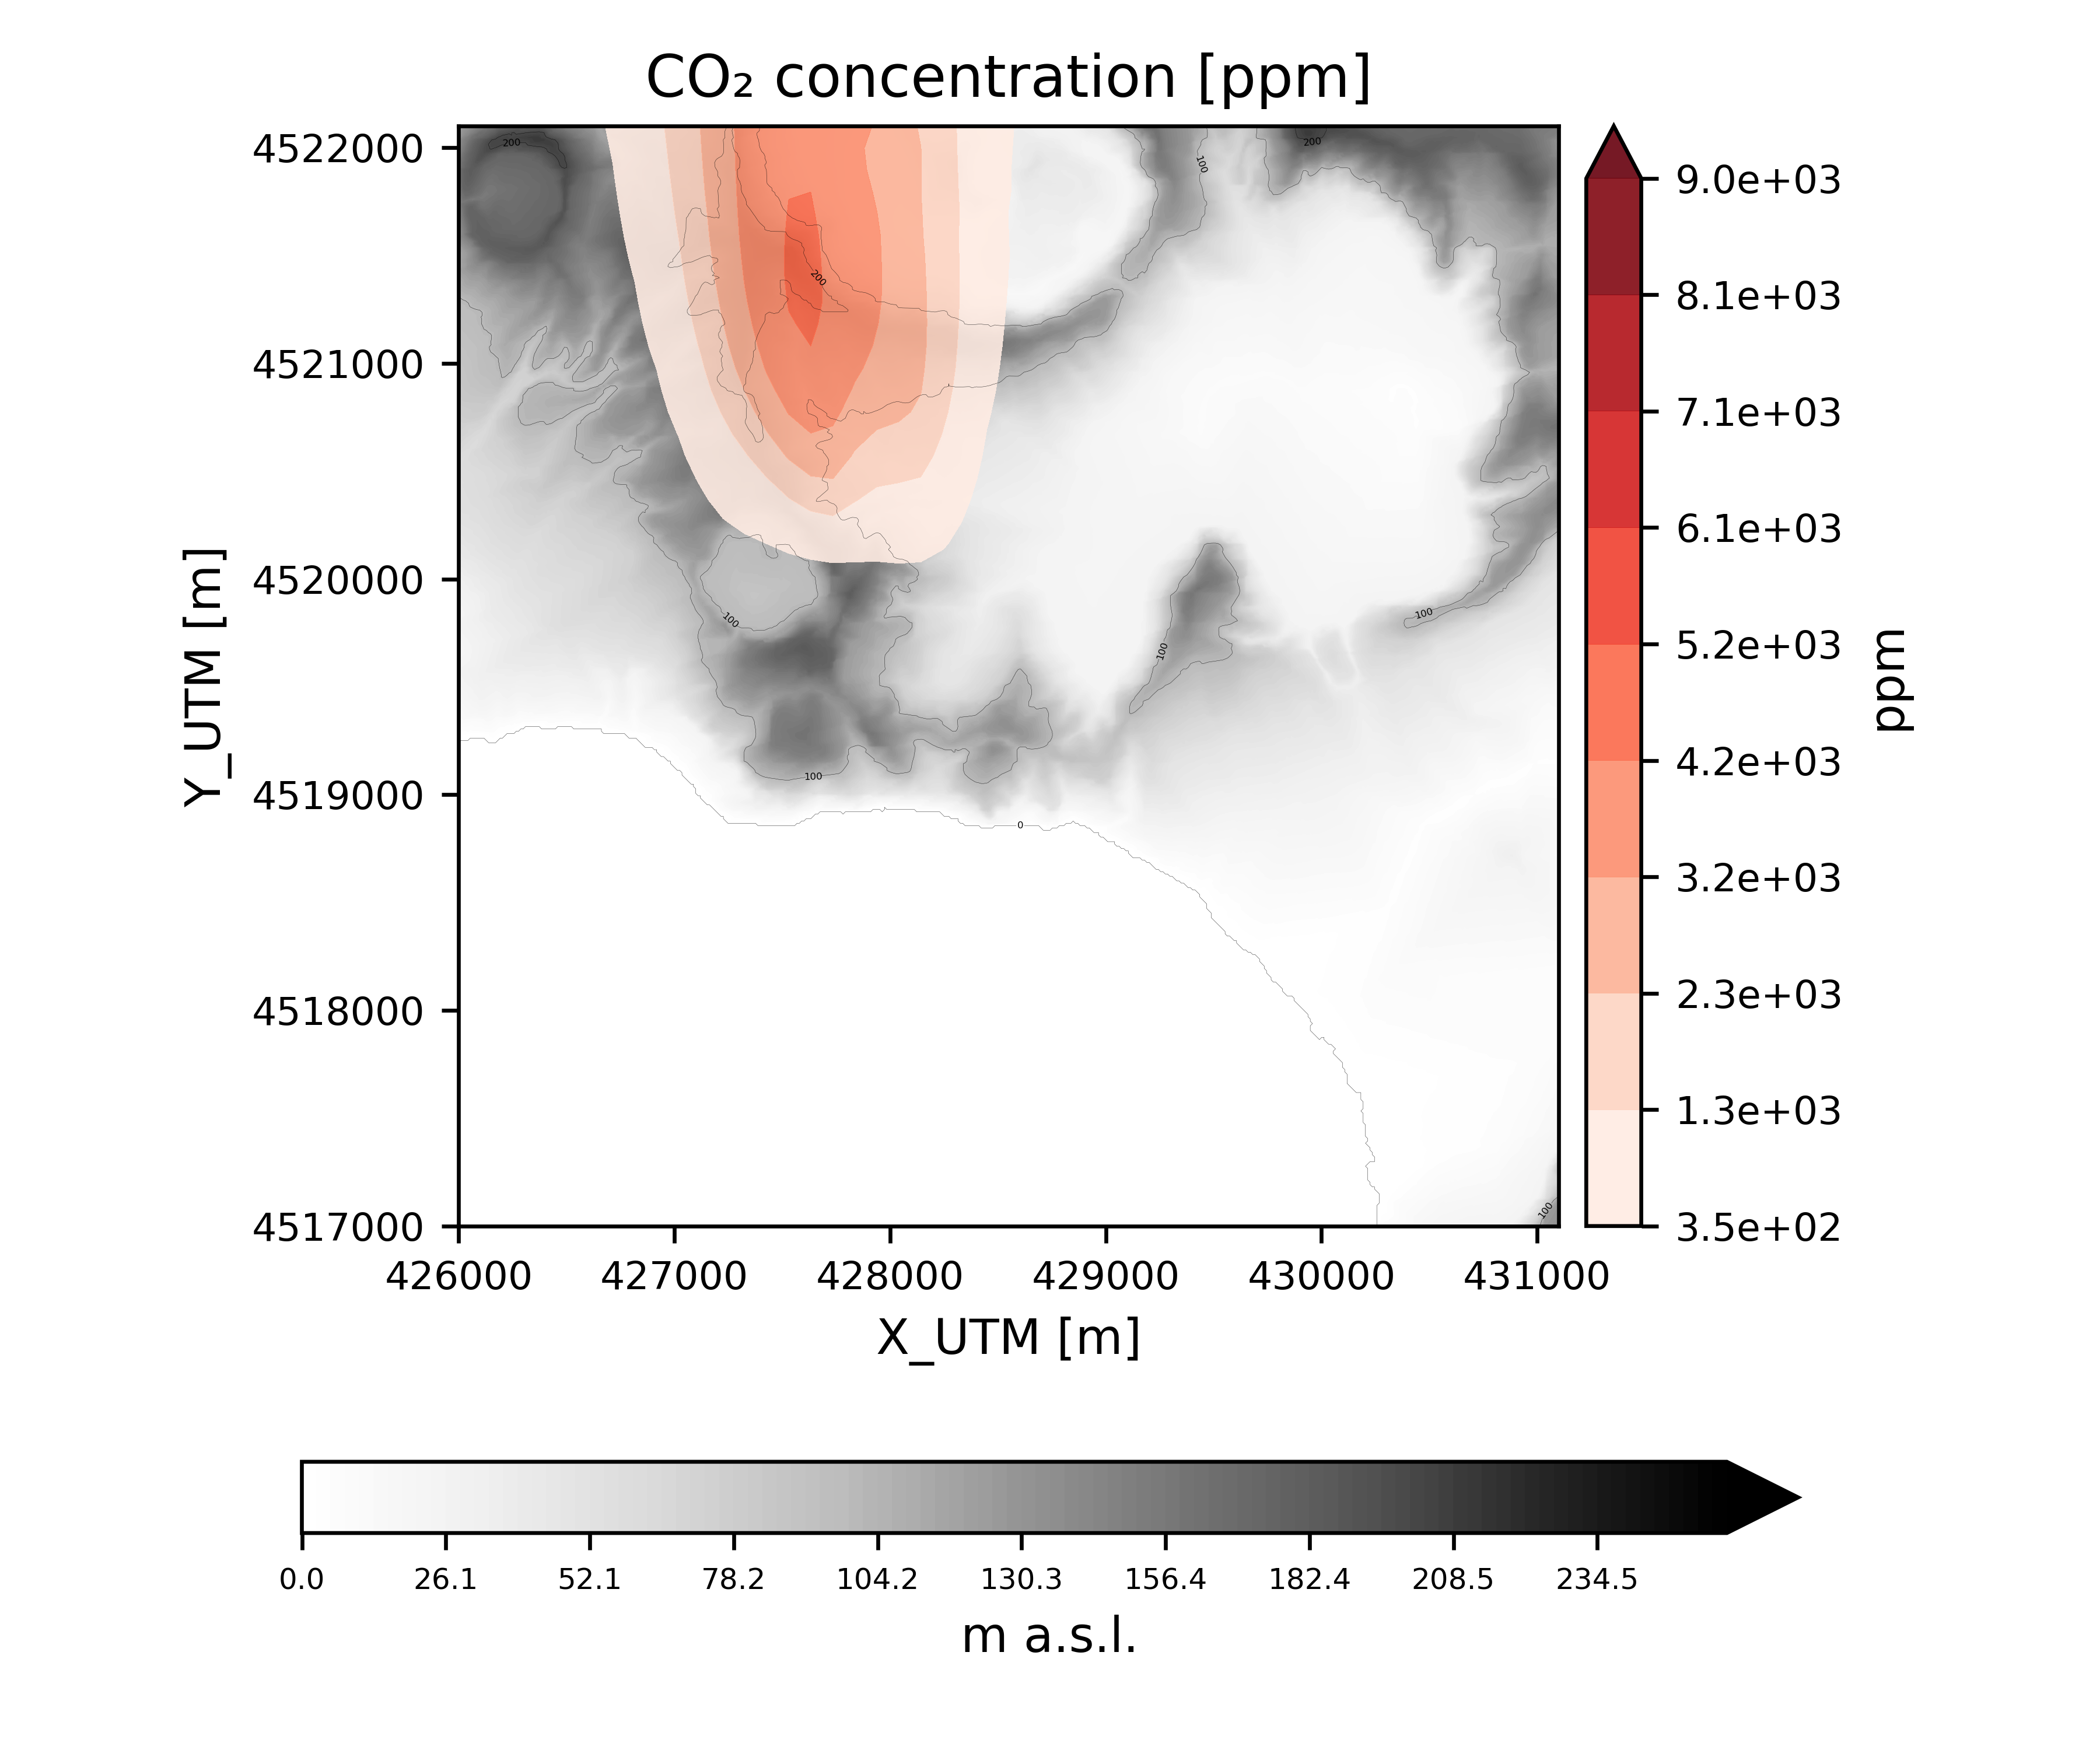 CO₂ concentration [ppm]
4522000
4521000
4520000
4519000
4518000
4517000
Y_UTM [m]
200
200
100
200
100
100
100
100
0
100
426000 427000 428000 429000 430000 431000
X_UTM [m]
9.0e+03
8.1e+03
7.1e+03
6.1e+03
5.2e+03
4.2e+03
3.2e+03
2.3e+03
1.3e+03
3.5e+02
ppm
0.0 26.1 52.1 78.2 104.2 130.3 156.4 182.4 208.5 234.5
m a.s.l.